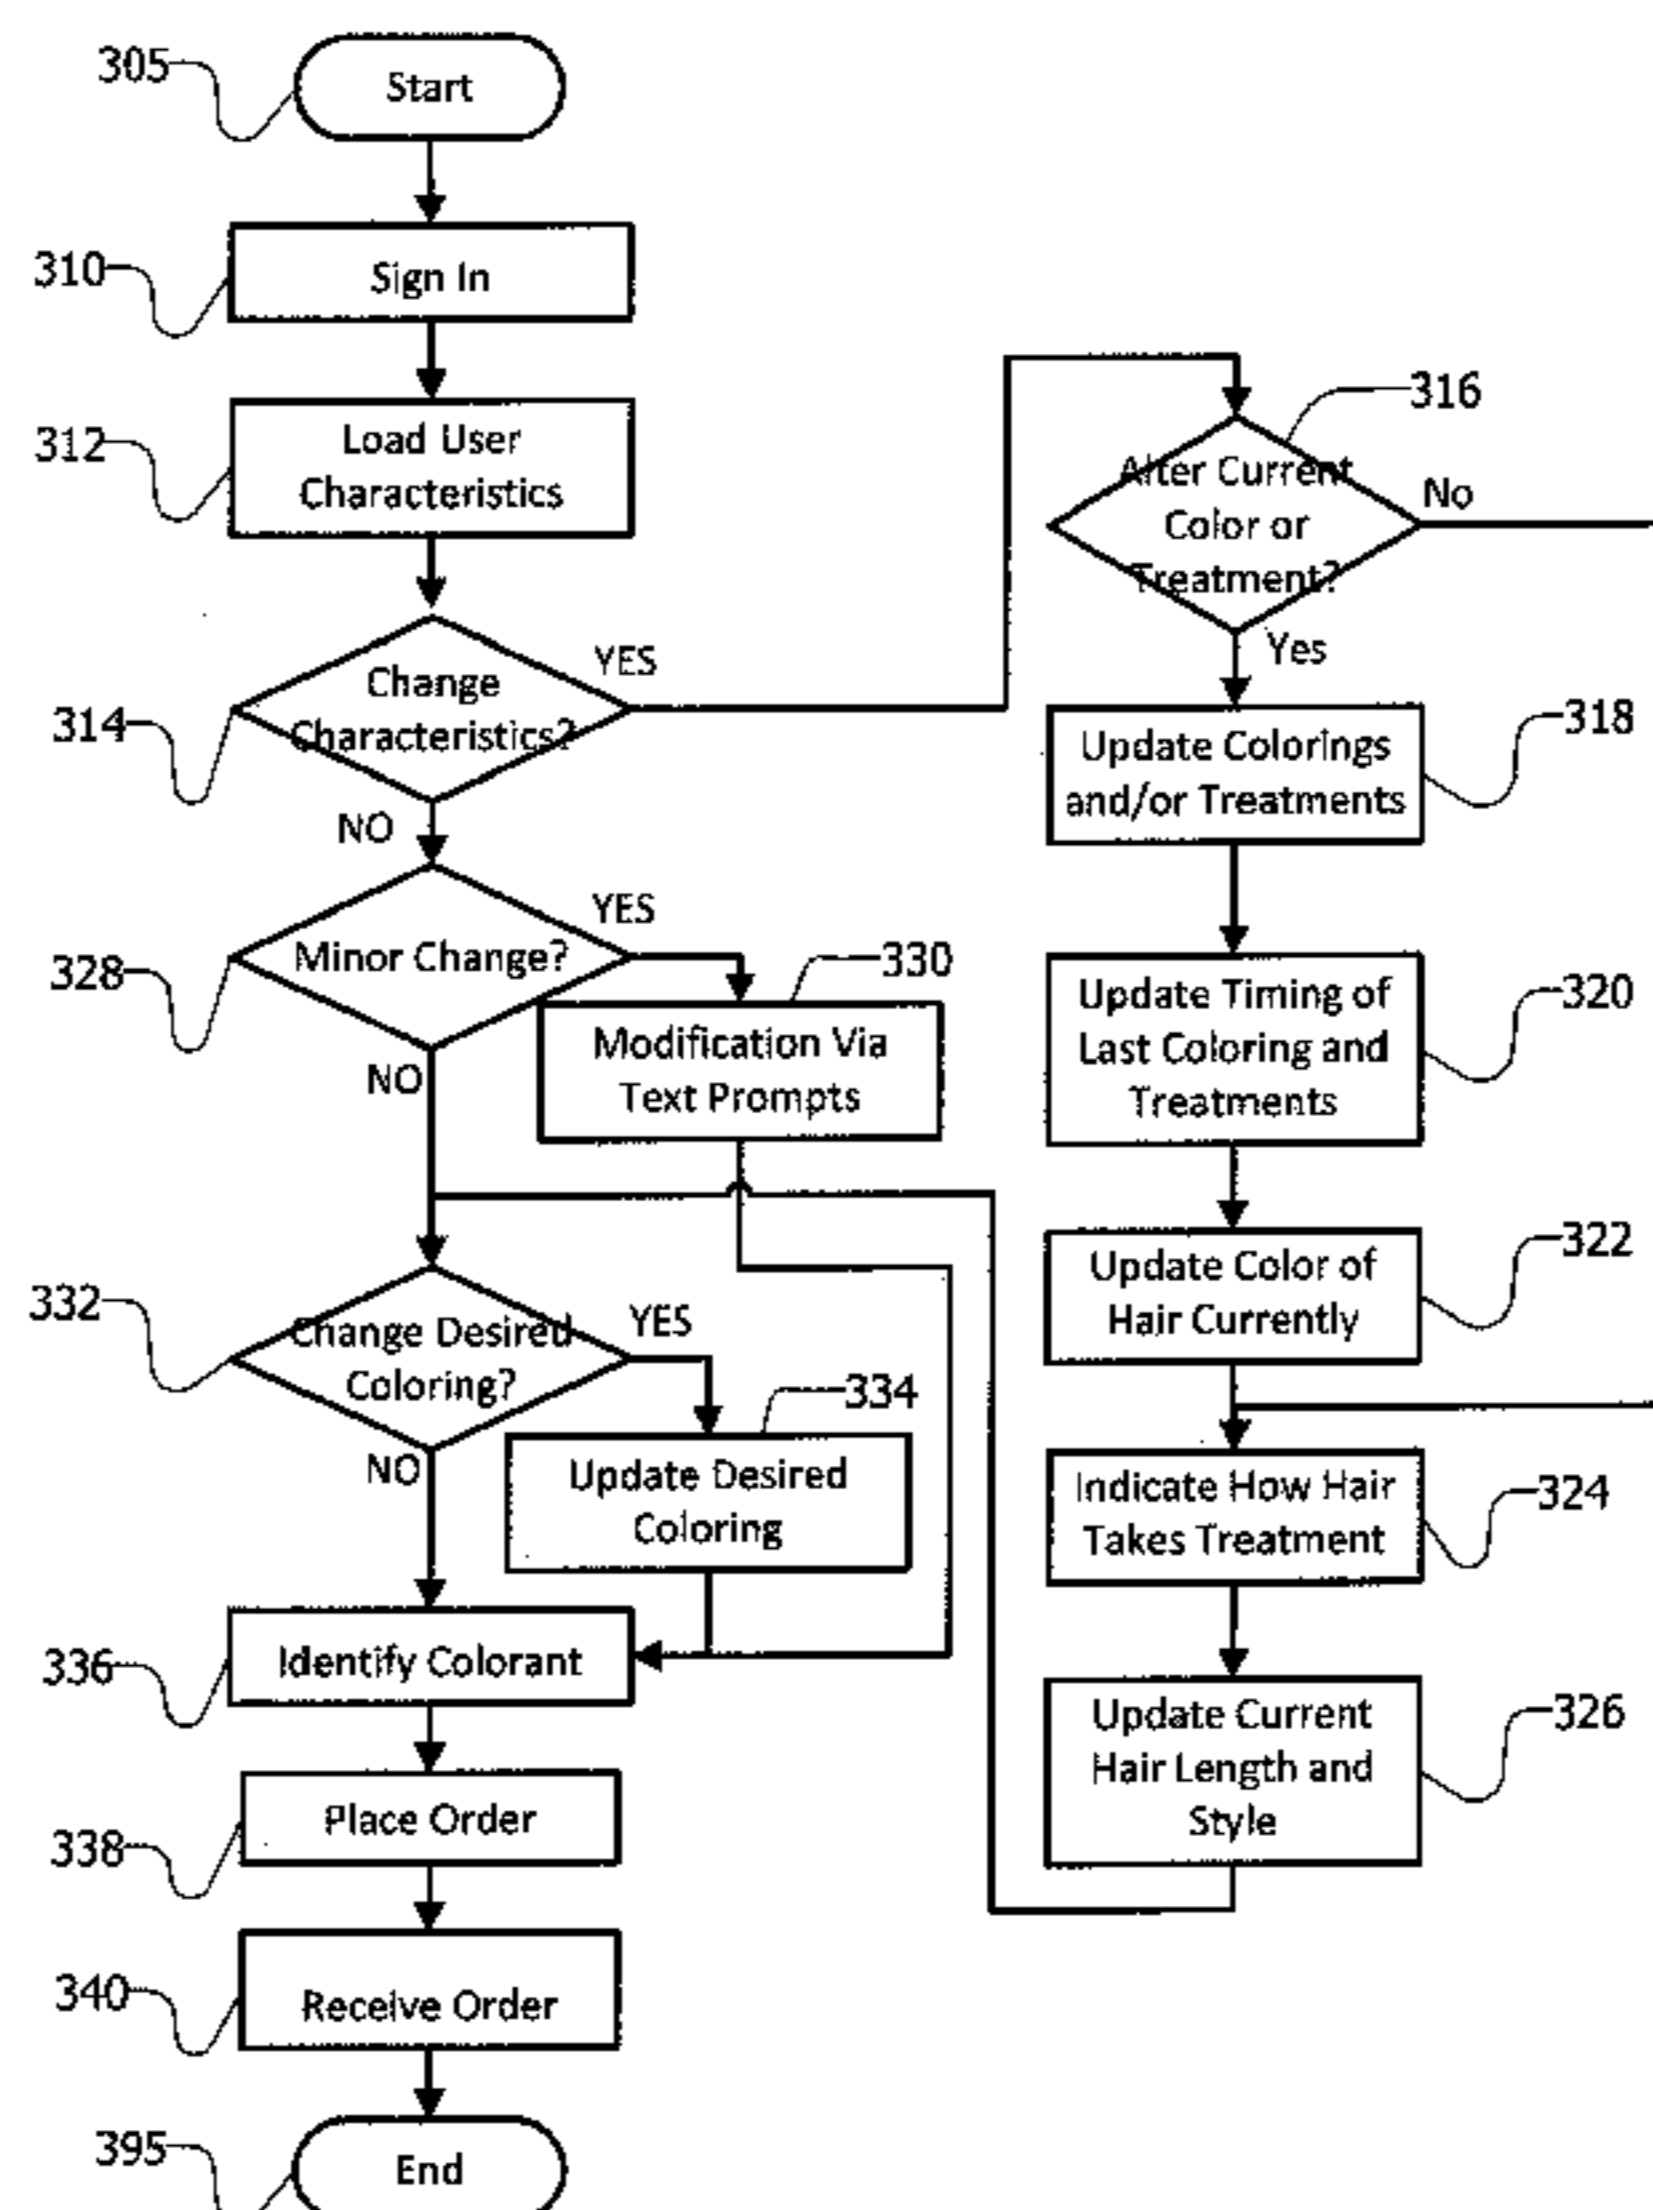 305
Start
310
Sign In
312
Load User
Characteristics
314
Change
Characteristics?
YES
NO
328
Minor Change?
YES
NO
330
Modification Via
Text Prompts
332
Change Desired
Coloring?
YES
NO
334
Update Desired
Coloring
336
Identify Colorant
338
Place Order
340
Receive Order
395
End
316
Alter Current
Color or
Treatment?
No
Yes
318
Update Colorings
and/or Treatments
320
Update Timing of
Last Coloring and
Treatments
322
Update Color of
Hair Currently
324
Indicate How Hair
Takes Treatment
326
Update Current
Hair Length and
Style